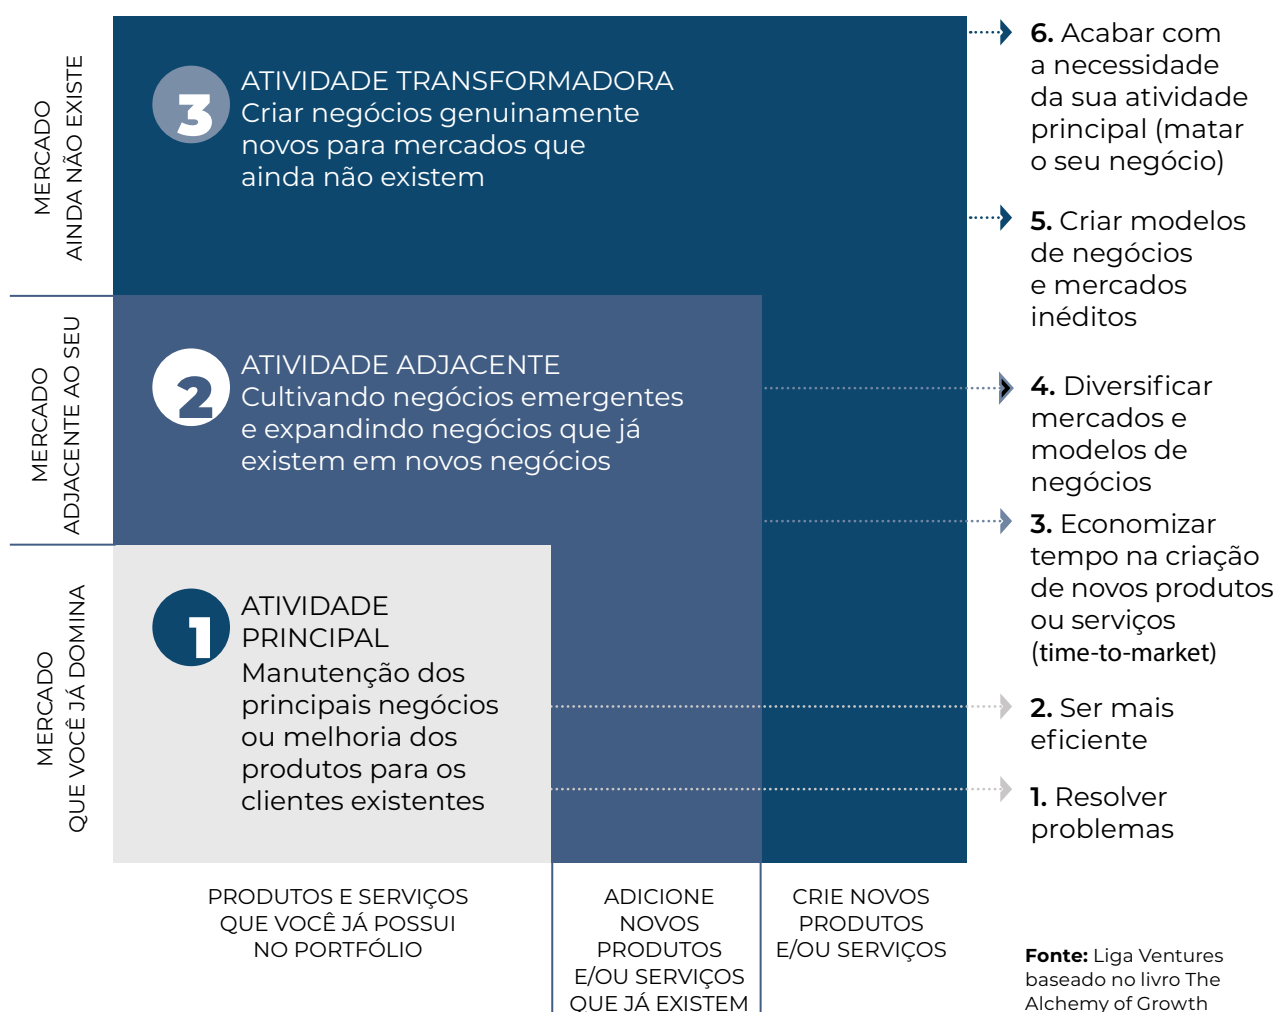 MERCADO
AINDA NÃO EXISTE
3
ATIVIDADE TRANSFORMADORA
Criar negócios genuinamente
novos para mercados que
ainda não existem
6. Acabar com
a necessidade
da sua atividade
principal (matar
o seu negócio)
5. Criar modelos
de negócios
e mercados
inéditos
MERCADO
ADJACENTE AO SEU
2
ATIVIDADE ADJACENTE
Cultivando negócios emergentes
e expandindo negócios que já
existem em novos negócios
4. Diversificar
mercados e
modelos de
negócios
3. Economizar
tempo na criação
de novos produtos
ou serviços
(time-to-market)
MERCADO
QUE VOCÊ JÁ DOMINA
1
ATIVIDADE
PRINCIPAL
Manutenção dos
principais negócios
ou melhoria dos
produtos para os
clientes existentes
2. Ser mais
eficiente
1. Resolver
problemas
PRODUTOS E SERVIÇOS
QUE VOCÊ JÁ POSSUI
NO PORTFÓLIO
ADICIONE
NOVOS
PRODUTOS
E/OU SERVIÇOS
QUE JÁ EXISTEM
CRIE NOVOS
PRODUTOS
E/OU SERVIÇOS
Fonte: Liga Ventures
baseado no livro The
Alchemy of Growth